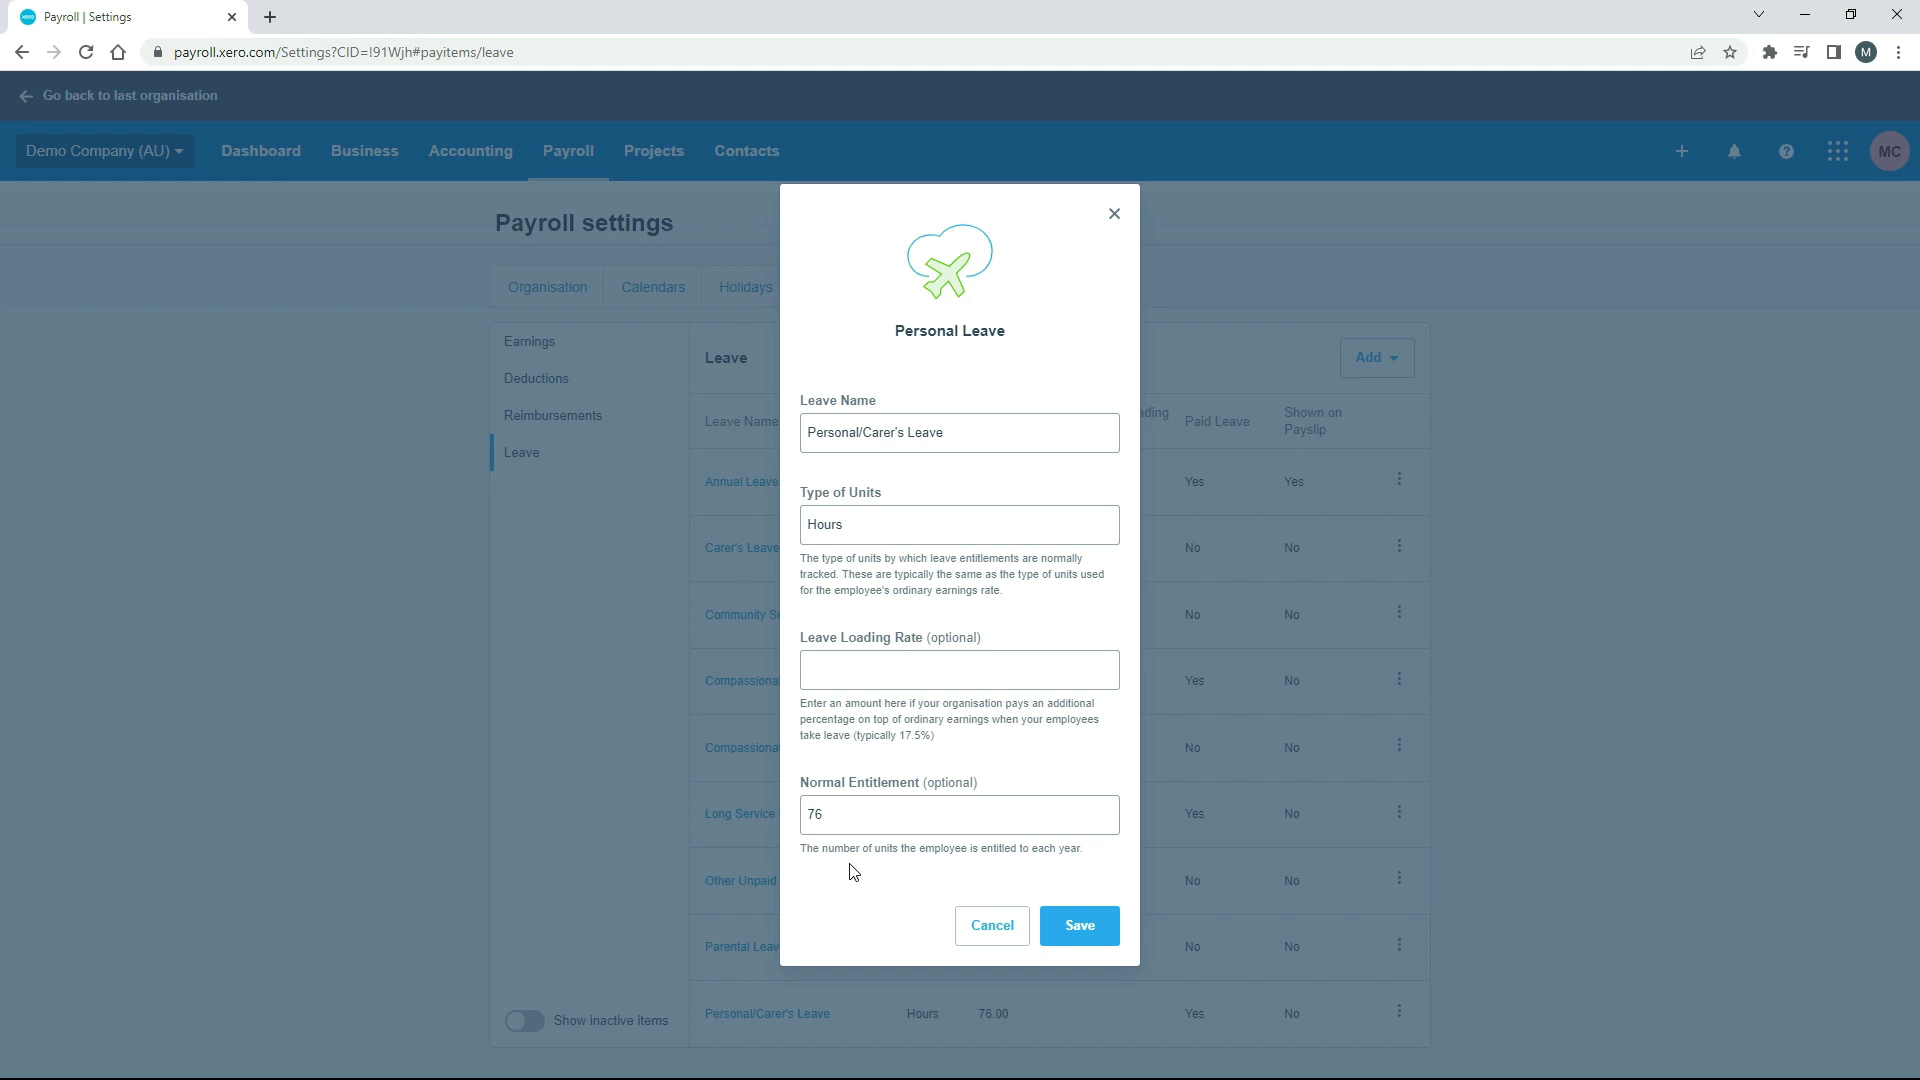 Payroll | Settings
payroll.xero.com/Settings?CID=!91Wjh#payitems/leave
M
Go back to last organisation
Demo Company (AU)
Dashboard
Business
Accounting
Payroll
Projects
Contacts
MC
Payroll settings
Organisation
Calendars
Holidays
Earnings
Deductions
Reimbursements
Leave
Show inactive items
Leave
Add
Leave Name
Paid Leave
Shown on
Payslip
Annual Leave
Yes
Yes
Carer's Leave
No
No
Community
No
No
Yes
No
No
No
Long Service
Yes
No
Other Unpaid
No
No
Parental
No
No
Personal/Carer's Leave
Hours
76.00
Yes
No
Personal Leave
Leave Name
Personal/Carer's Leave
Type of Units
Hours
The type of units by which leave entitlements are normally
tracked. These are typically the same as the type of units used
for the employee's ordinary earnings rate.
Leave Loading Rate (optional)
Enter an amount here if your organisation pays an additional
percentage on top of ordinary earnings when your employees
take leave (typically 17.5%)
Normal Entitlement (optional)
76
The number of units the employee is entitled to each year.
Cancel
Save